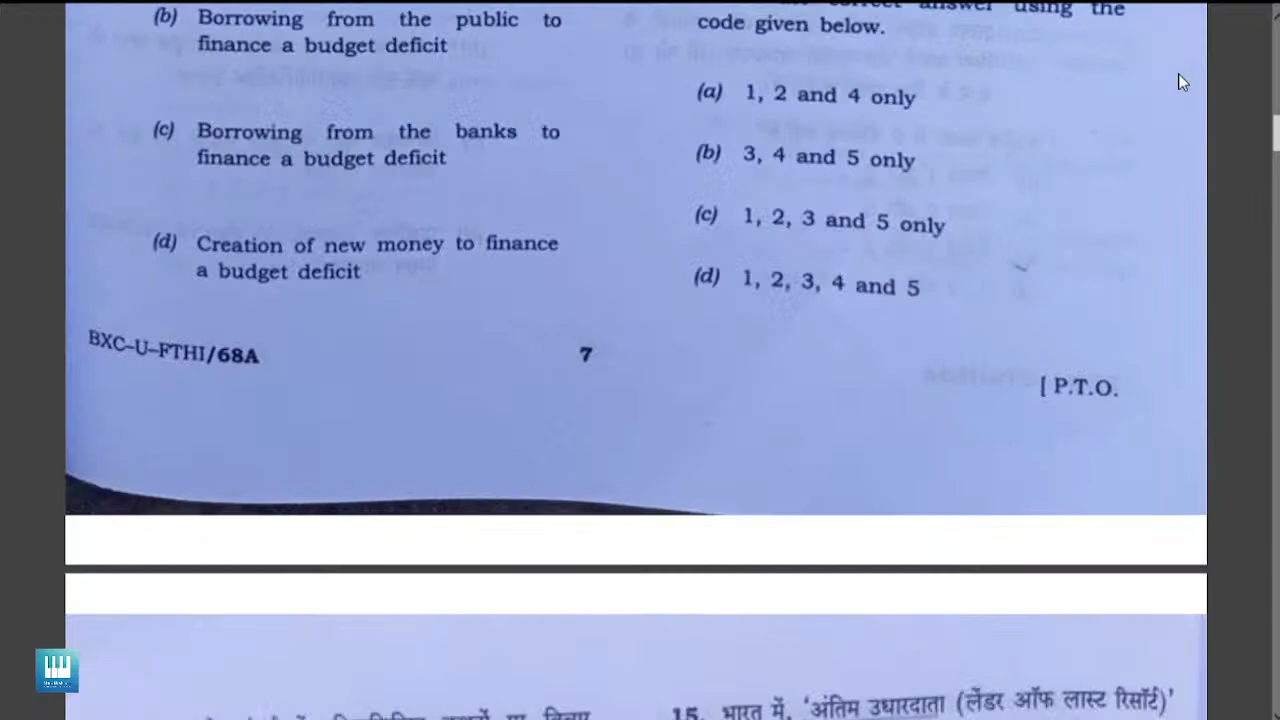 (b) Borrowing from the public to
finance a budget deficit
(c) Borrowing from the banks to
finance a budget deficit
(d) Creation of new money to finance
a budget deficit
answer using the
code given below.
(a) 1, 2 and 4 only
(b) 3, 4 and 5 only
(c) 1, 2, 3 and 5 only
(d) 1, 2, 3, 4 and 5
BXC-U-FTHI/68A
7
[ P.T.O.
15. भारत में, 'अंतिम उधारदाता (लेंडर ऑफ लास्ट रिसॉर्ट)'